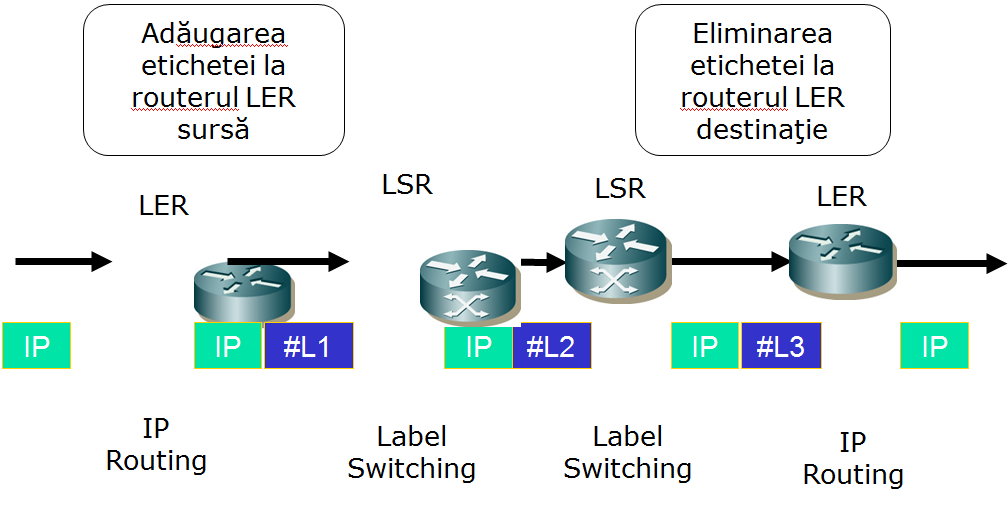 Adăugarea
etichetei la
routerul LER
sursă
Eliminarea
etichetei la
routerul LER
destinaţie
LER
LSR
LSR
LER
IP
IP
#L1
IP
#L2
IP
#L3
IP
IP
Routing
Label
Switching
Label
Switching
IP
Routing